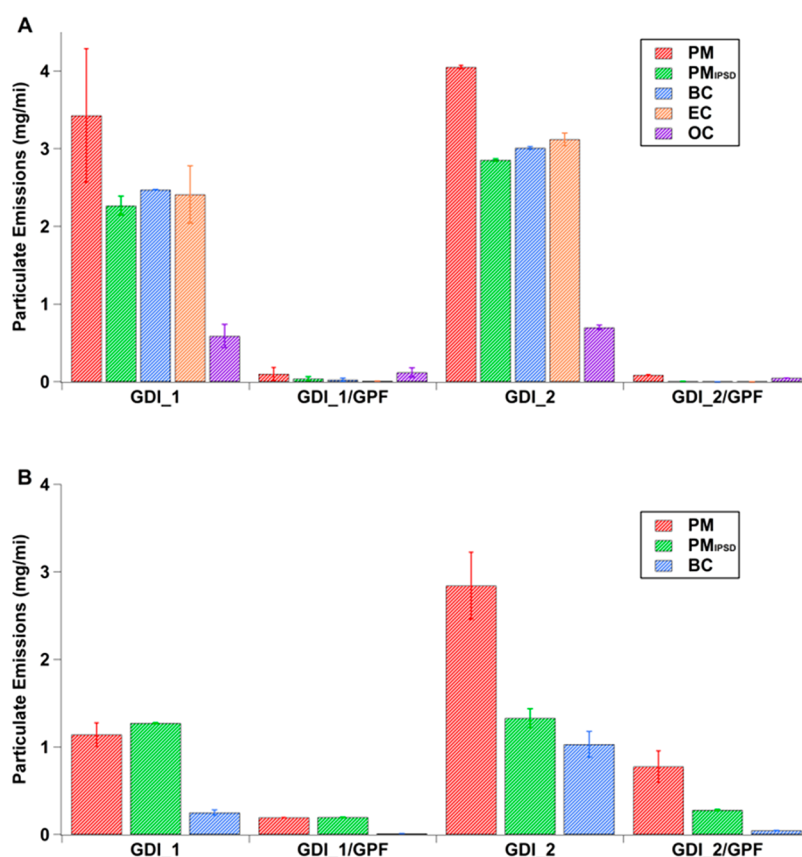 A
Particulate Emissions (mg/mi)
4
3
2
1
0
PM
PMIPSD
BC
EC
OC
GDI_1 GDI_1/GPF GDI_2 GDI_2/GPF
B
Particulate Emissions (mg/mi)
4
3
2
1
0
PM
PMIPSD
BC
GDI_1 GDI_1/GPF GDI_2 GDI_2/GPF